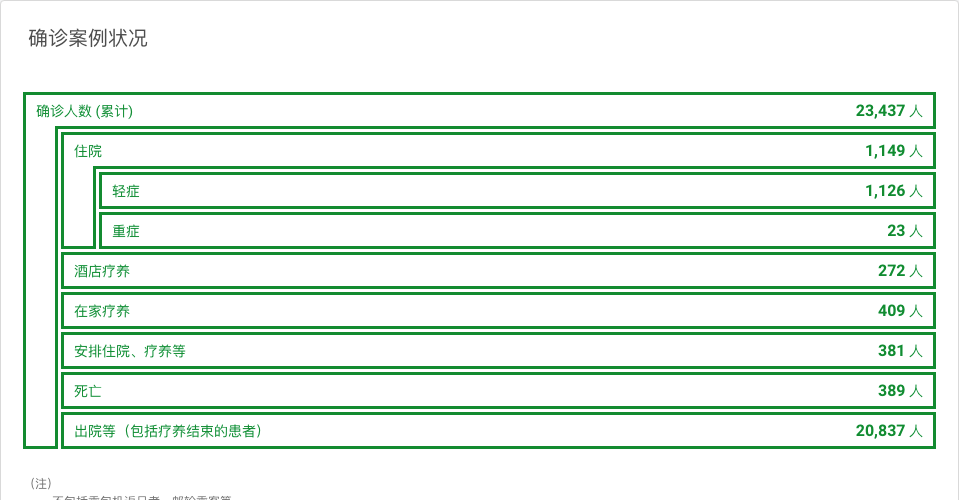 确诊案例状况
确诊人数 (累计) 23,437 人
住院 1,149 人
轻症 1,126 人
重症 23 人
酒店疗养 272 人
在家疗养 409 人
安排住院、疗养等 381 人
死亡 389 人
出院等（包括疗养结束的患者） 20,837 人
(注)